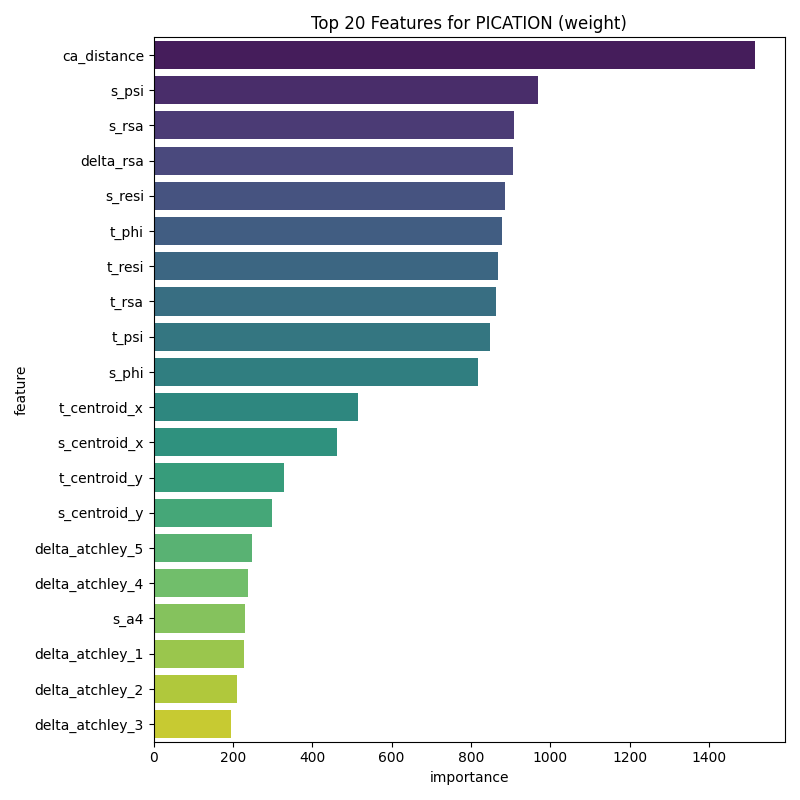 Top 20 Features for PICATION (weight)
feature
ca_distance
s_psi
s_rsa
delta_rsa
s_resi
t_phi
t_resi
t_rsa
t_psi
s_phi
t_centroid_x
s_centroid_x
t_centroid_y
s_centroid_y
delta_atchley_5
delta_atchley_4
s_a4
delta_atchley_1
delta_atchley_2
delta_atchley_3
0 200 400 600 800 1000 1200 1400
importance